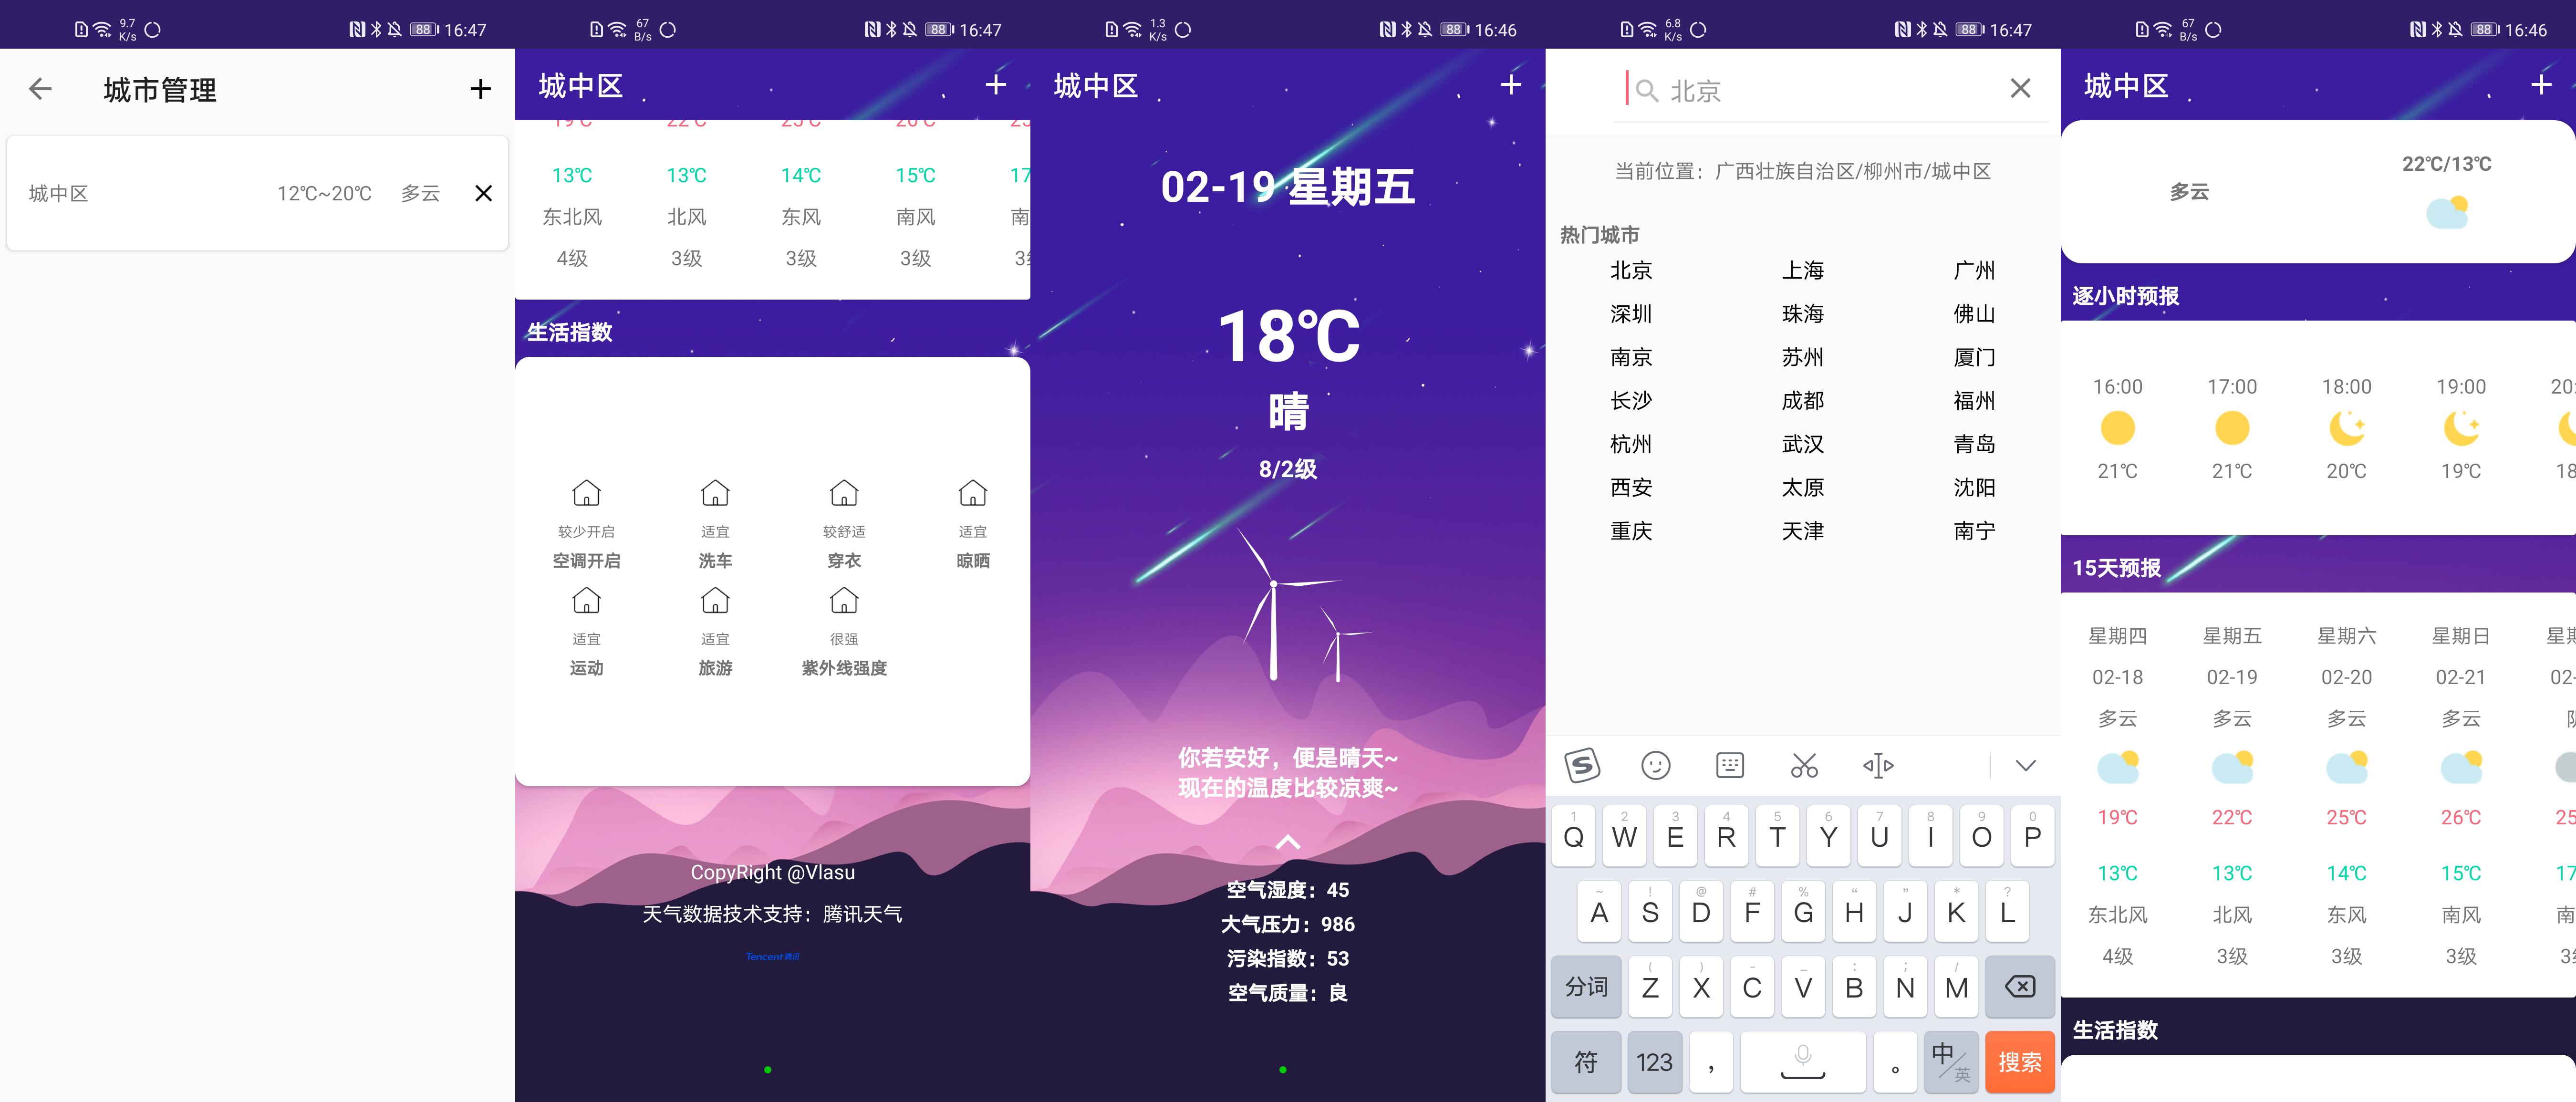 9.7
K/s
88
16:47
城市管理
城中区
12℃~20℃
多云
67
B/s
88
16:47
城中区
19℃ 22℃ 25℃ 26℃
13℃ 13℃ 14℃ 15℃ 17
东北风 北风 东风 南风 南
4级 3级 3级 3级
生活指数
较少开启 适宜 较舒适 适宜
空调开启 洗车 穿衣 晾晒
适宜 适宜 很强
运动 旅游 紫外线强度
CopyRight @Vlasu
天气数据技术支持：腾讯天气
Tencent 腾讯
1.3
K/s
88
16:46
城中区
02-19 星期五
18℃
晴
8/2级
你若安好，便是晴天~
现在的温度比较凉爽~
空气湿度：45
大气压力：986
污染指数：53
空气质量：良
6.8
K/s
88
16:47
北京
当前位置：广西壮族自治区/柳州市/城中区
热门城市
北京 上海 广州
深圳 珠海 佛山
南京 苏州 厦门
长沙 成都 福州
杭州 武汉 青岛
西安 太原 沈阳
重庆 天津 南宁
1 2 3 4 5 6 7 8 9 0
Q W E R T Y U I O P
~ ! @ # % “ ” * ?
A S D F G H J K L
( ) - _ : ; /
分词 Z X C V B N M
符 123 ， 。 中/英 搜索
67
B/s
88
16:46
城中区
多云
22℃/13℃
逐小时预报
16:00 17:00 18:00 19:00 20:
21℃ 21℃ 20℃ 19℃ 18
15天预报
星期四 星期五 星期六 星期日 星
02-18 02-19 02-20 02-21 02-
多云 多云 多云 多云
19℃ 22℃ 25℃ 26℃ 25
13℃ 13℃ 14℃ 15℃ 17
东北风 北风 东风 南风 南
4级 3级 3级 3级
生活指数